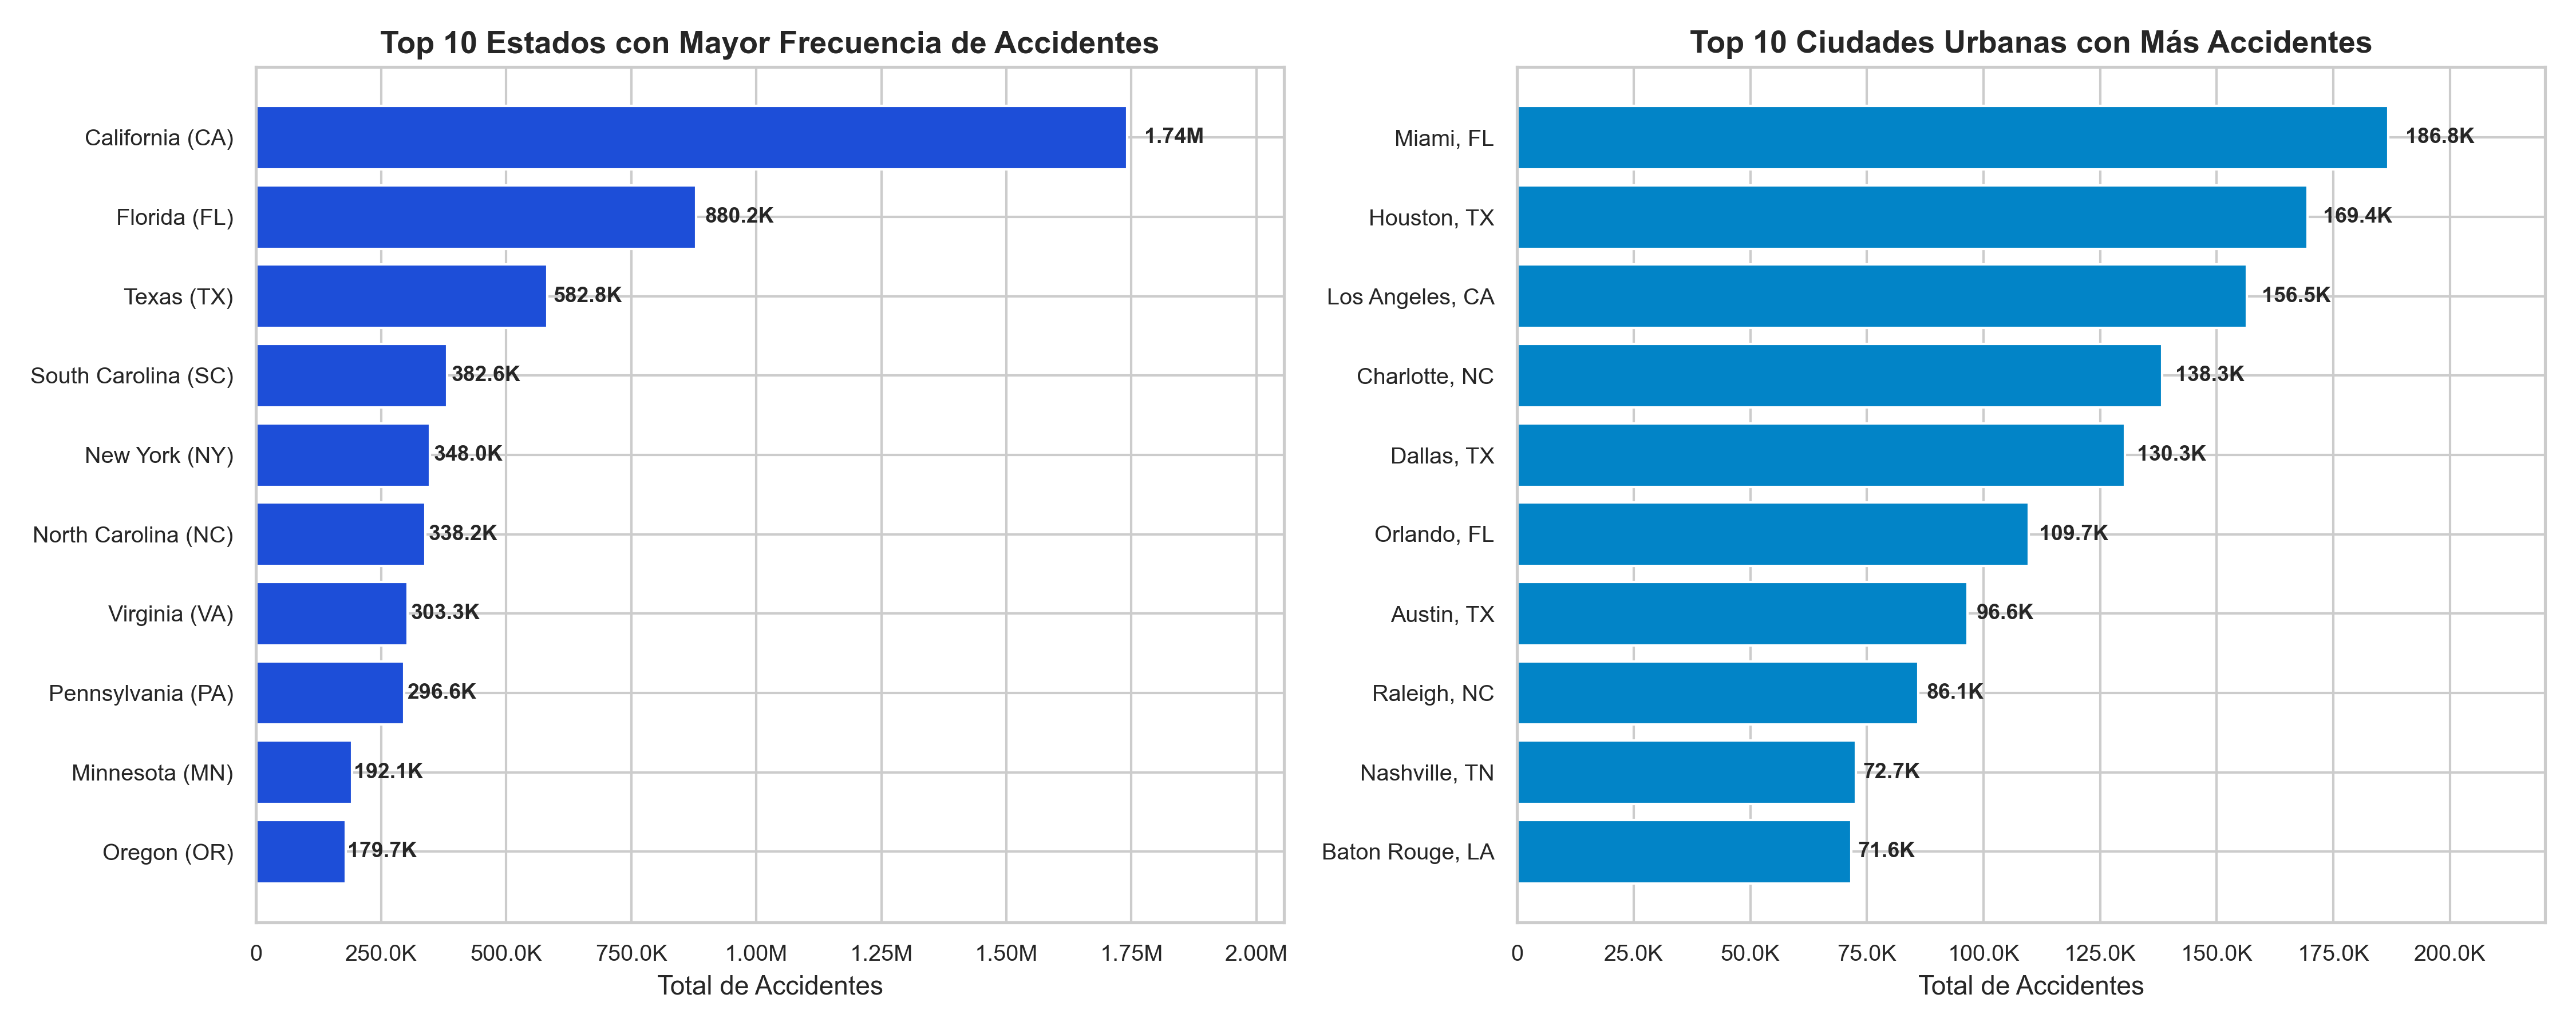 Top 10 Estados con Mayor Frecuencia de Accidentes
California (CA) 1.74M
Florida (FL) 880.2K
Texas (TX) 582.8K
South Carolina (SC) 382.6K
New York (NY) 348.0K
North Carolina (NC) 338.2K
Virginia (VA) 303.3K
Pennsylvania (PA) 296.6K
Minnesota (MN) 192.1K
Oregon (OR) 179.7K
0 250.0K 500.0K 750.0K 1.00M 1.25M 1.50M 1.75M 2.00M
Total de Accidentes
Top 10 Ciudades Urbanas con Más Accidentes
Miami, FL 186.8K
Houston, TX 169.4K
Los Angeles, CA 156.5K
Charlotte, NC 138.3K
Dallas, TX 130.3K
Orlando, FL 109.7K
Austin, TX 96.6K
Raleigh, NC 86.1K
Nashville, TN 72.7K
Baton Rouge, LA 71.6K
0 25.0K 50.0K 75.0K 100.0K 125.0K 150.0K 175.0K 200.0K
Total de Accidentes